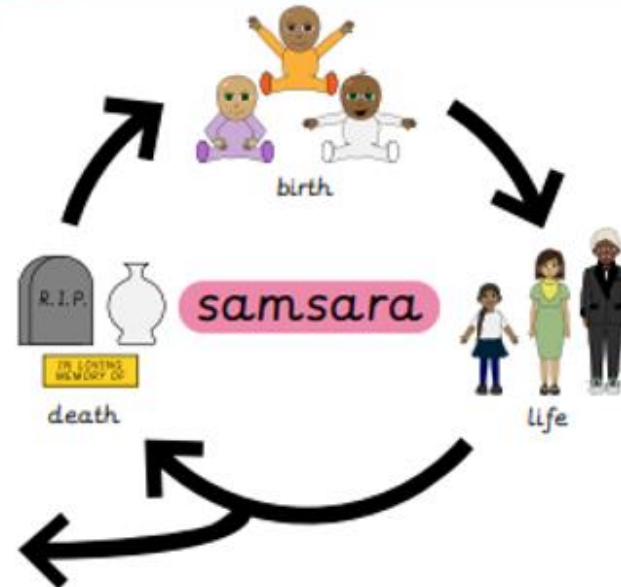 birth
R.I.P.
samsara
IN LOVING
MEMORY OF
death
life